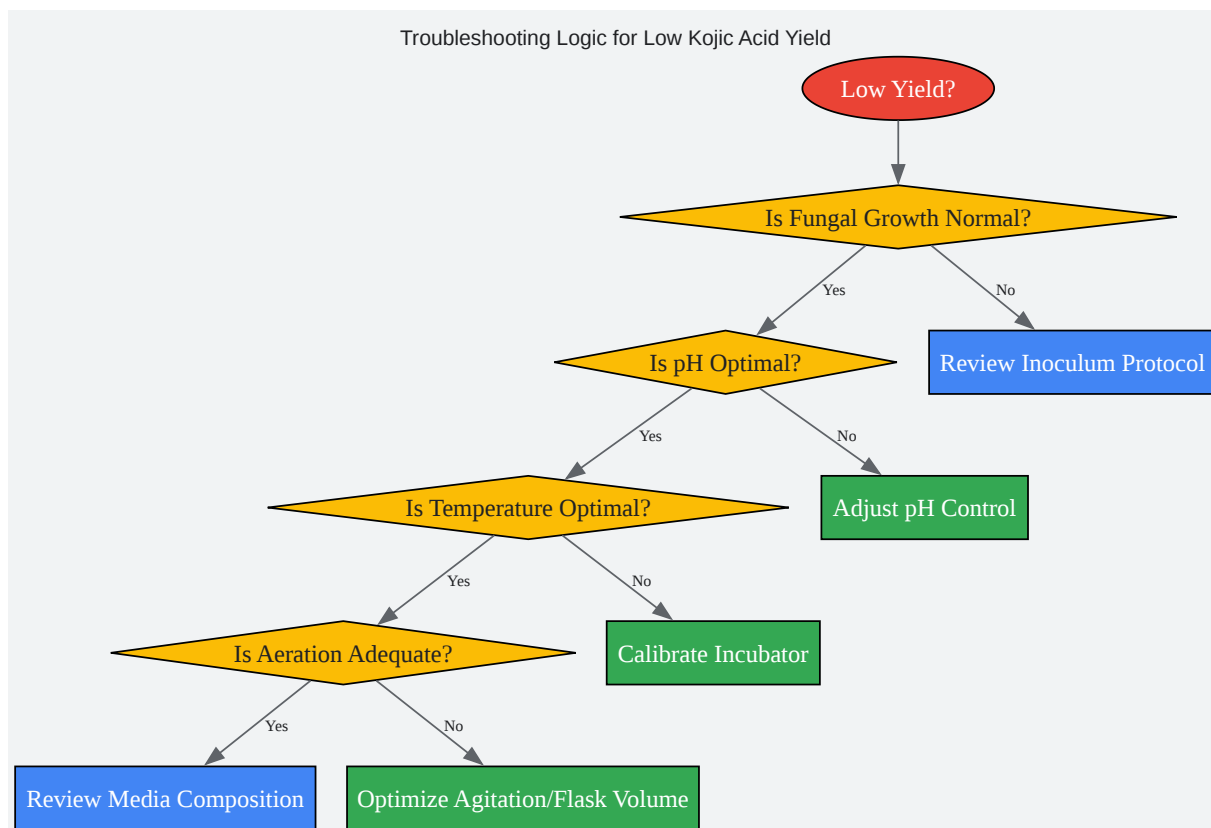 Troubleshooting Logic for Low Kojic Acid Yield
Low Yield?
Is Fungal Growth Normal?
Yes
No
Is pH Optimal?
Review Inoculum Protocol
Yes
No
Is Temperature Optimal?
Adjust pH Control
Yes
No
Is Aeration Adequate?
Calibrate Incubator
Yes
No
Review Media Composition
Optimize Agitation/Flask Volume